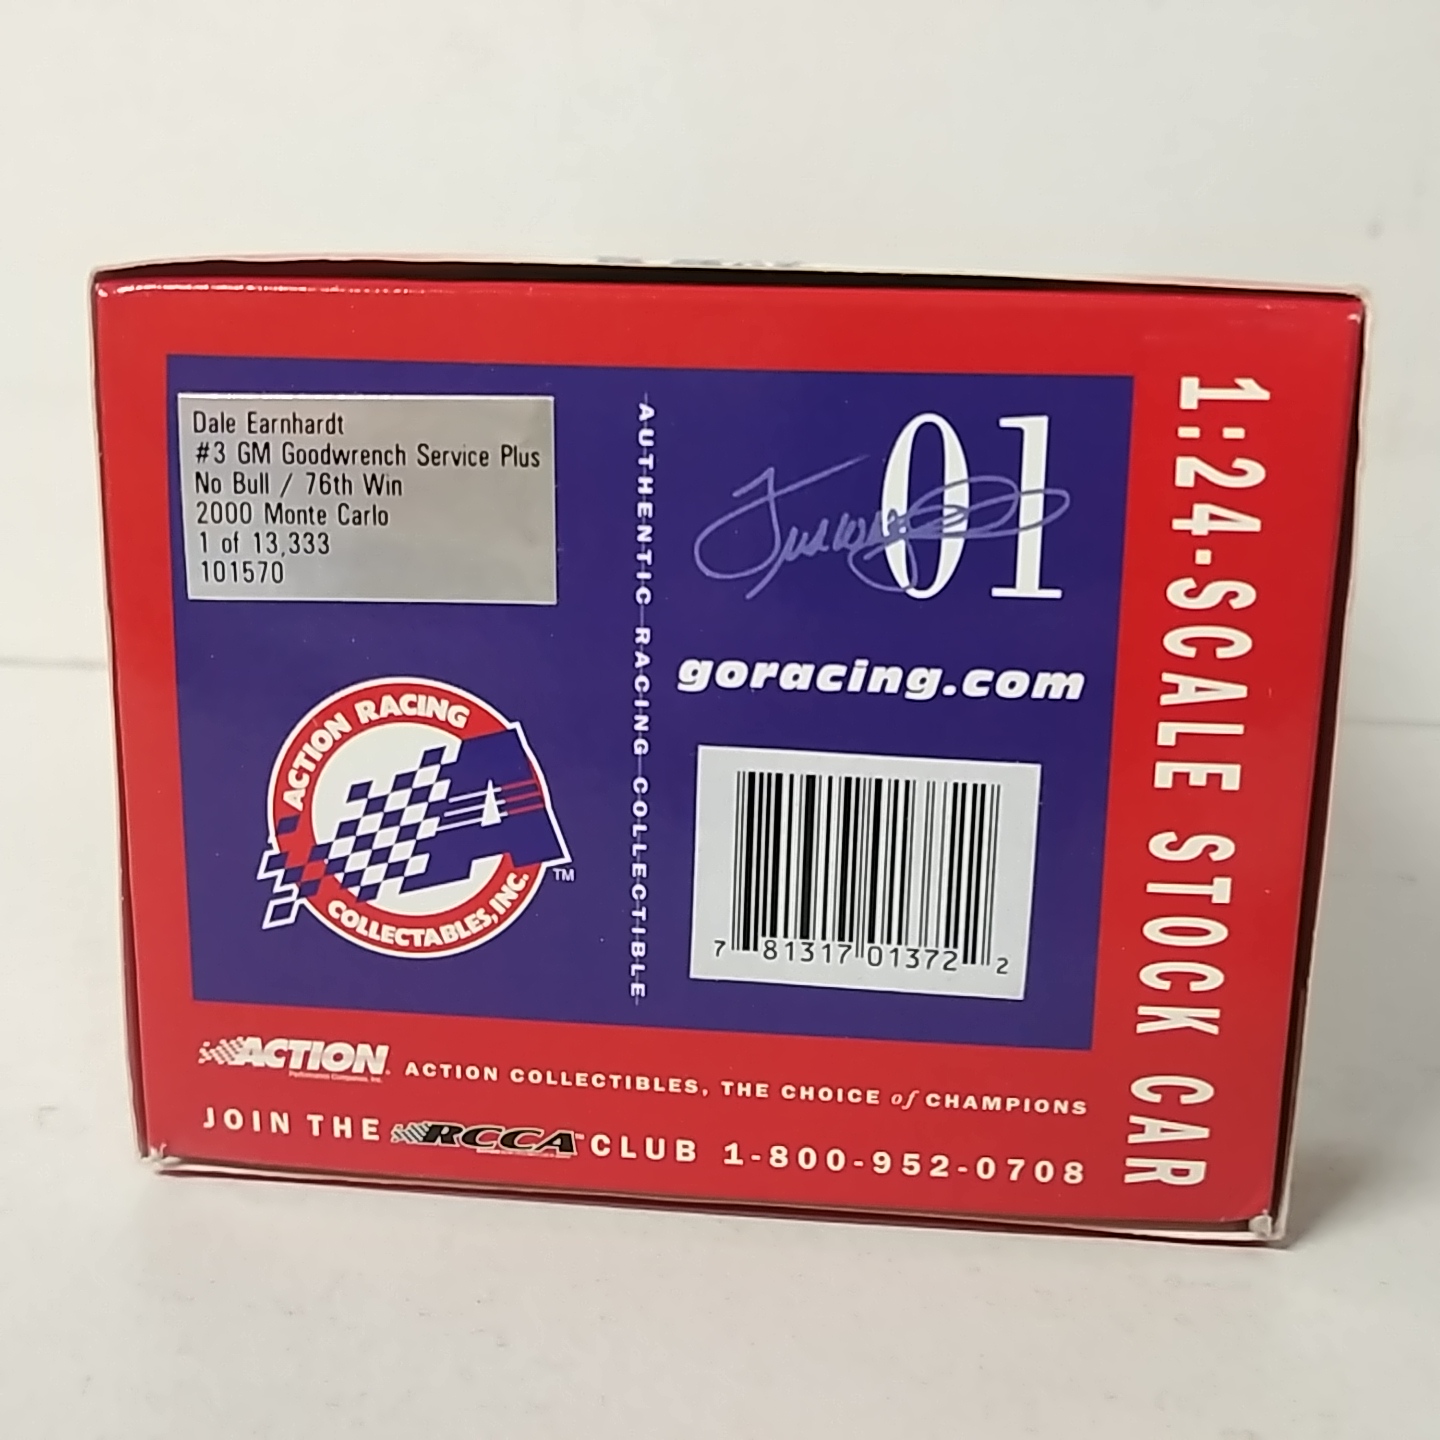 Dale Earnhardt
#3 GM Goodwrench Service Plus
No Bull / 76th Win
2000 Monte Carlo
1 of 13,333
101570
AUTHENTIC RACING COLLECTIBLE
01
goracing.com
ACTION RACING
COLLECTABLES, INC.
TM
7 81317 01372 2
1:24-SCALE STOCK CAR
ACTION
ACTION COLLECTIBLES, THE CHOICE of CHAMPIONS
JOIN THE RCCA CLUB 1-800-952-0708